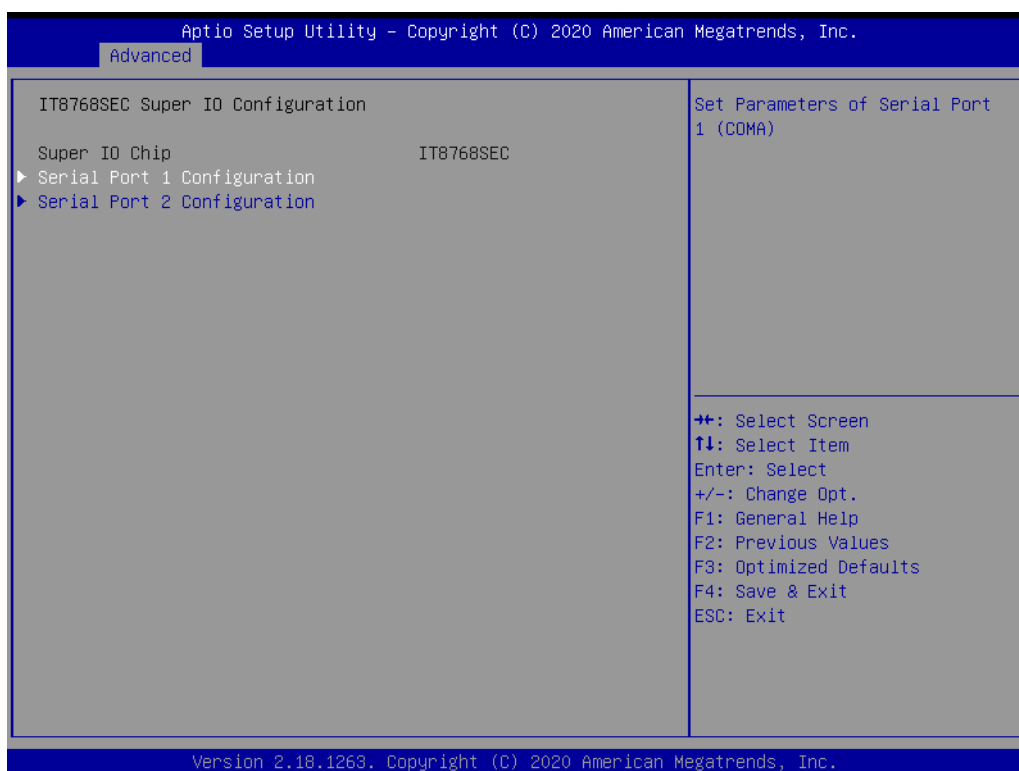 Aptio Setup Utility – Copyright (C) 2020 American Megatrends, Inc.
Advanced
IT8768SEC Super IO Configuration
Super IO Chip IT8768SEC
Serial Port 1 Configuration
Serial Port 2 Configuration
Set Parameters of Serial Port
1 (COMA)
→←: Select Screen
↑↓: Select Item
Enter: Select
+/-: Change Opt.
F1: General Help
F2: Previous Values
F3: Optimized Defaults
F4: Save & Exit
ESC: Exit
Version 2.18.1263. Copyright (C) 2020 American Megatrends, Inc.